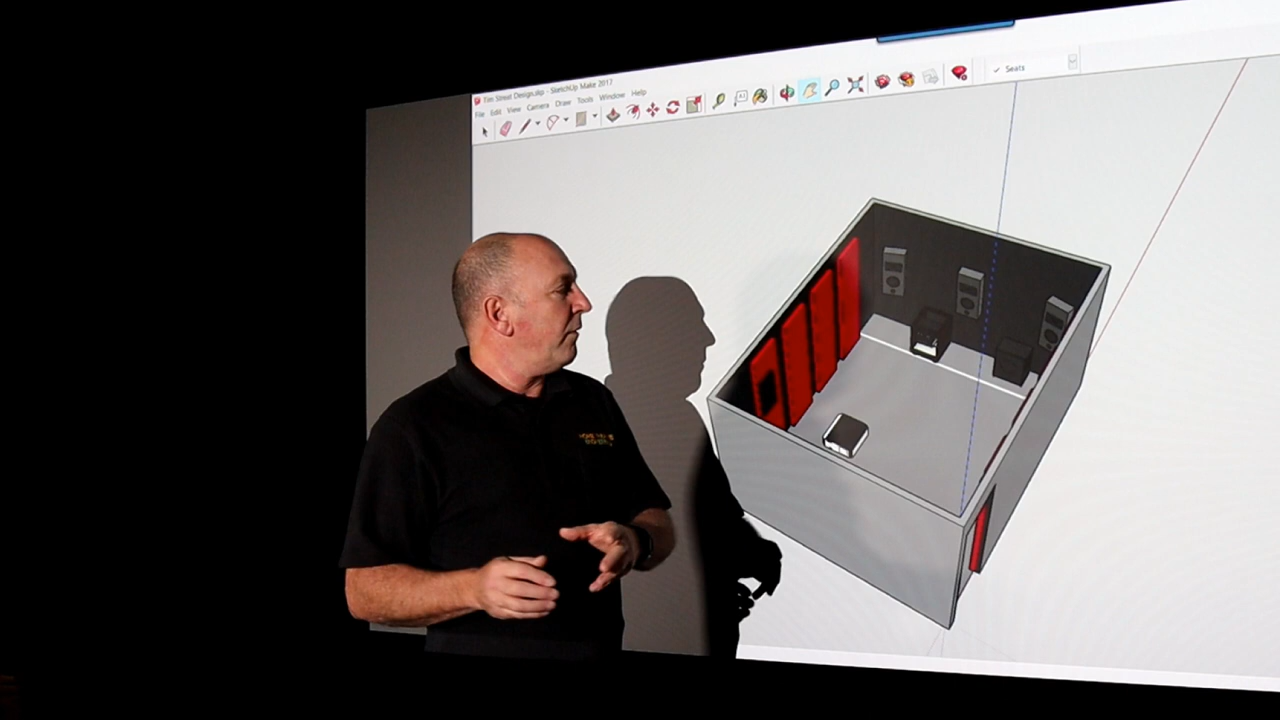 Tim Street Design.skp - SketchUp Make 2017
File Edit View Camera Draw Tools Window Help
Seats